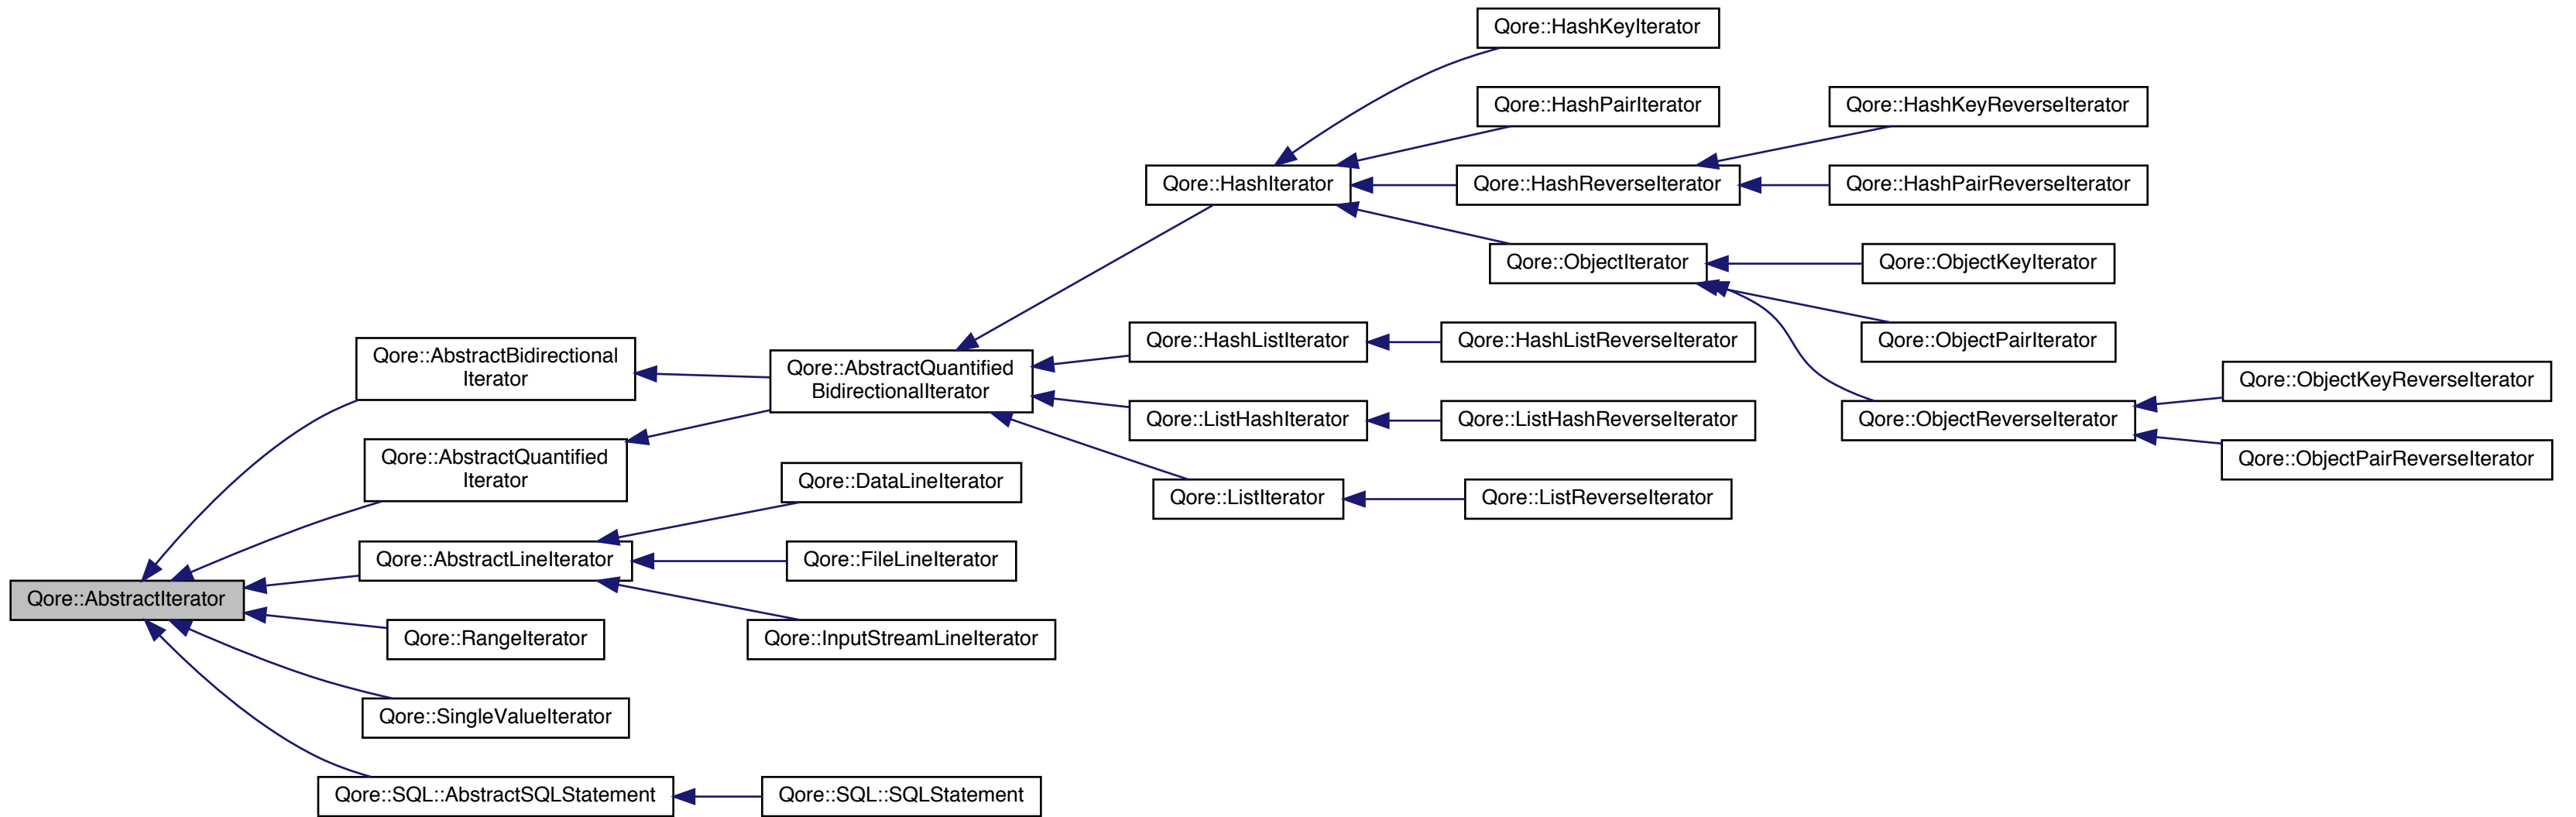 Qore::HashKeyIterator
Qore::HashPairIterator
Qore::HashKeyReverseIterator
Qore::HashIterator
Qore::HashReverseIterator
Qore::HashPairReverseIterator
Qore::ObjectIterator
Qore::ObjectKeyIterator
Qore::HashListIterator
Qore::HashListReverseIterator
Qore::ObjectPairIterator
Qore::AbstractBidirectional
Iterator
Qore::AbstractQuantified
BidirectionalIterator
Qore::ObjectKeyReverseIterator
Qore::ListHashIterator
Qore::ListHashReverseIterator
Qore::ObjectReverseIterator
Qore::AbstractQuantified
Iterator
Qore::ObjectPairReverseIterator
Qore::DataLineIterator
Qore::ListIterator
Qore::ListReverseIterator
Qore::AbstractLineIterator
Qore::FileLineIterator
Qore::AbstractIterator
Qore::RangeIterator
Qore::InputStreamLineIterator
Qore::SingleValueIterator
Qore::SQL::AbstractSQLStatement
Qore::SQL::SQLStatement